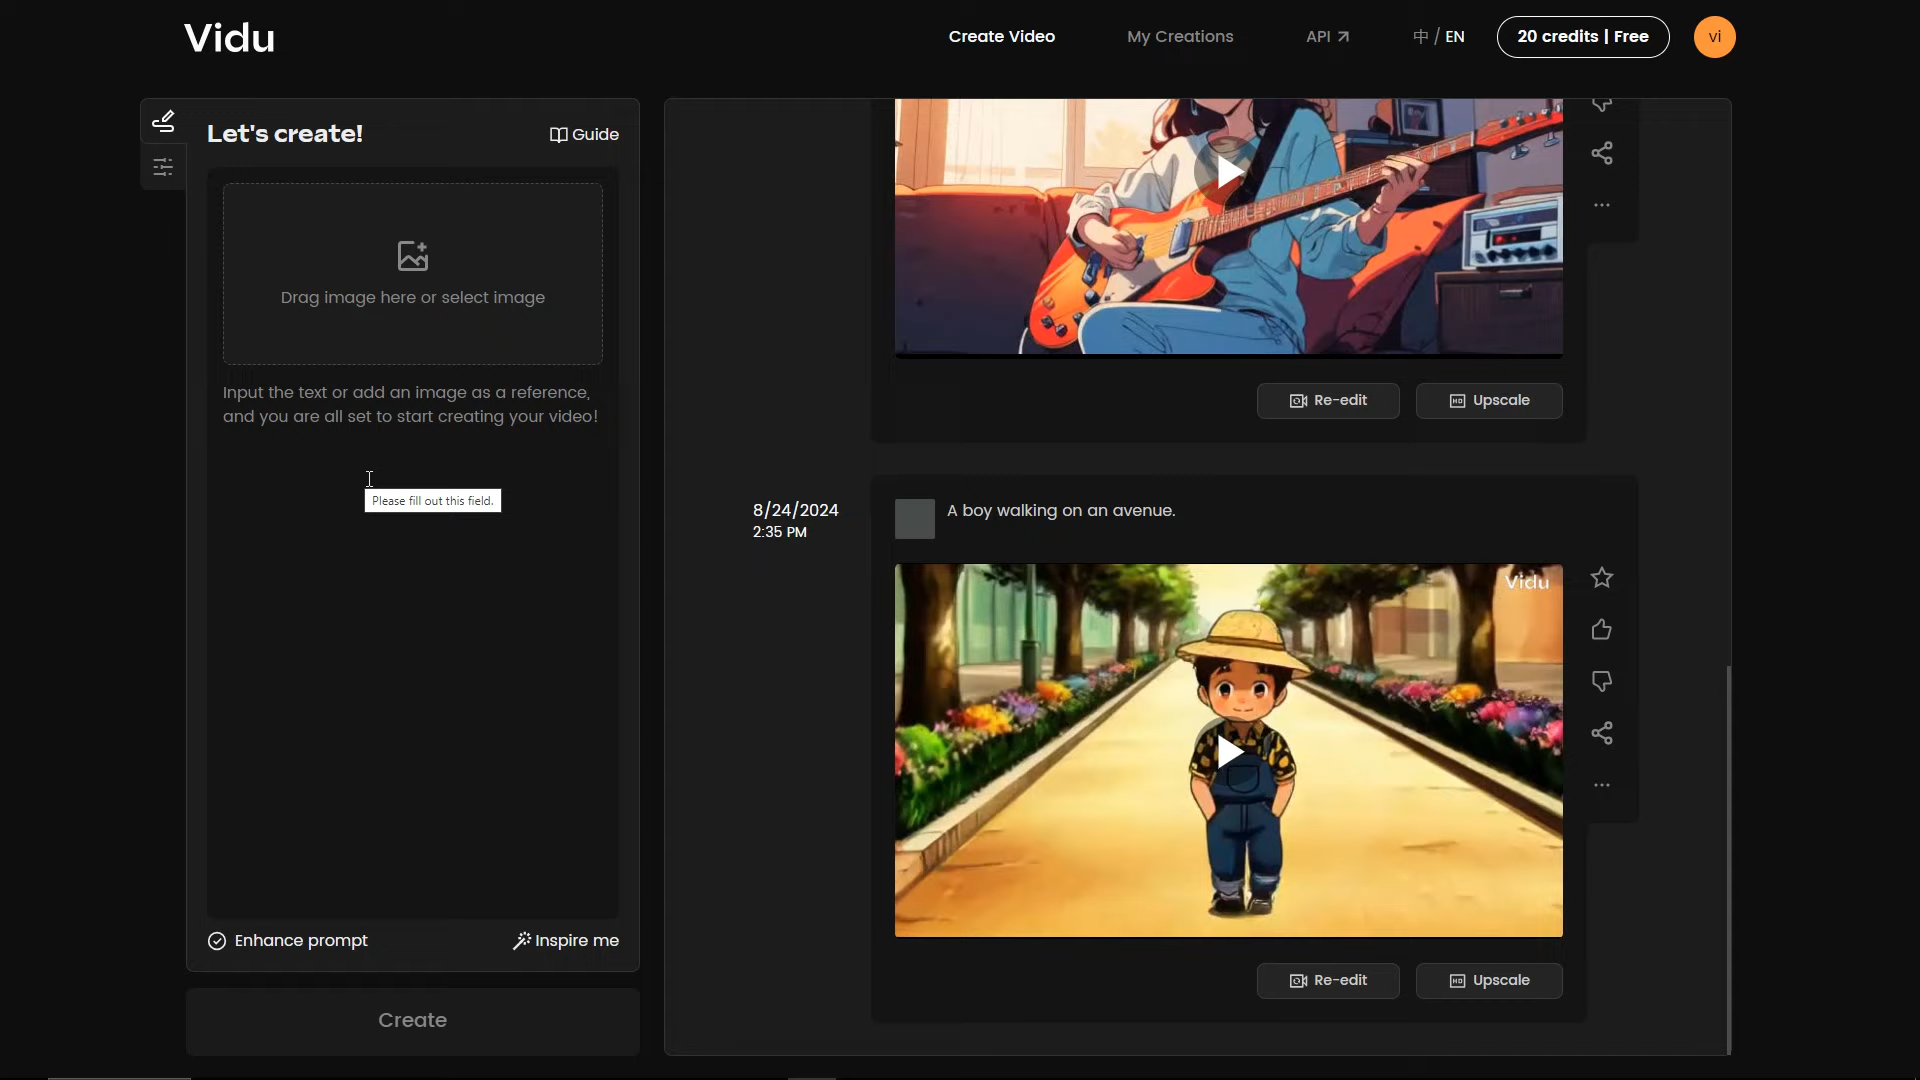 Vidu
Create Video
My Creations
API
中 / EN
20 credits | Free
vi
Let's create!
Guide
Drag image here or select image
Input the text or add an image as a reference,
and you are all set to start creating your video!
Please fill out this field.
Enhance prompt
Inspire me
Create
Re-edit
HD Upscale
8/24/2024
2:35 PM
A boy walking on an avenue.
Vidu
Re-edit
HD Upscale